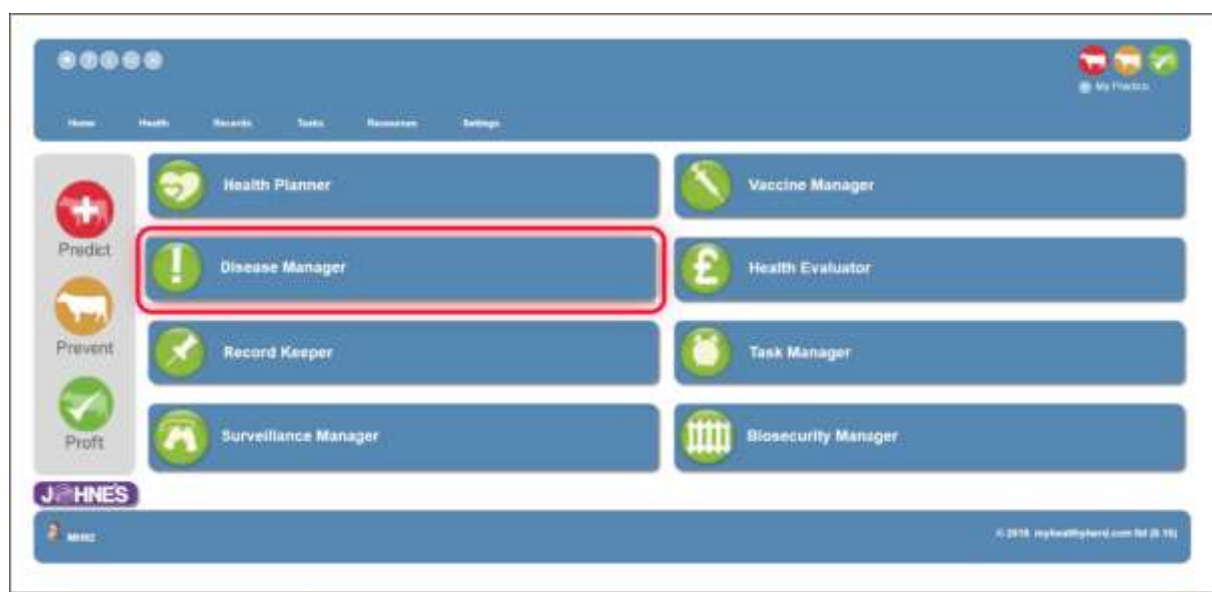 My Practice
Home Health Records Tasks Resources Settings
Health Planner
Vaccine Manager
Predict
Disease Manager
£
Health Evaluator
Prevent
Record Keeper
Task Manager
Proft
Surveillance Manager
Biosecurity Manager
JOHNE'S